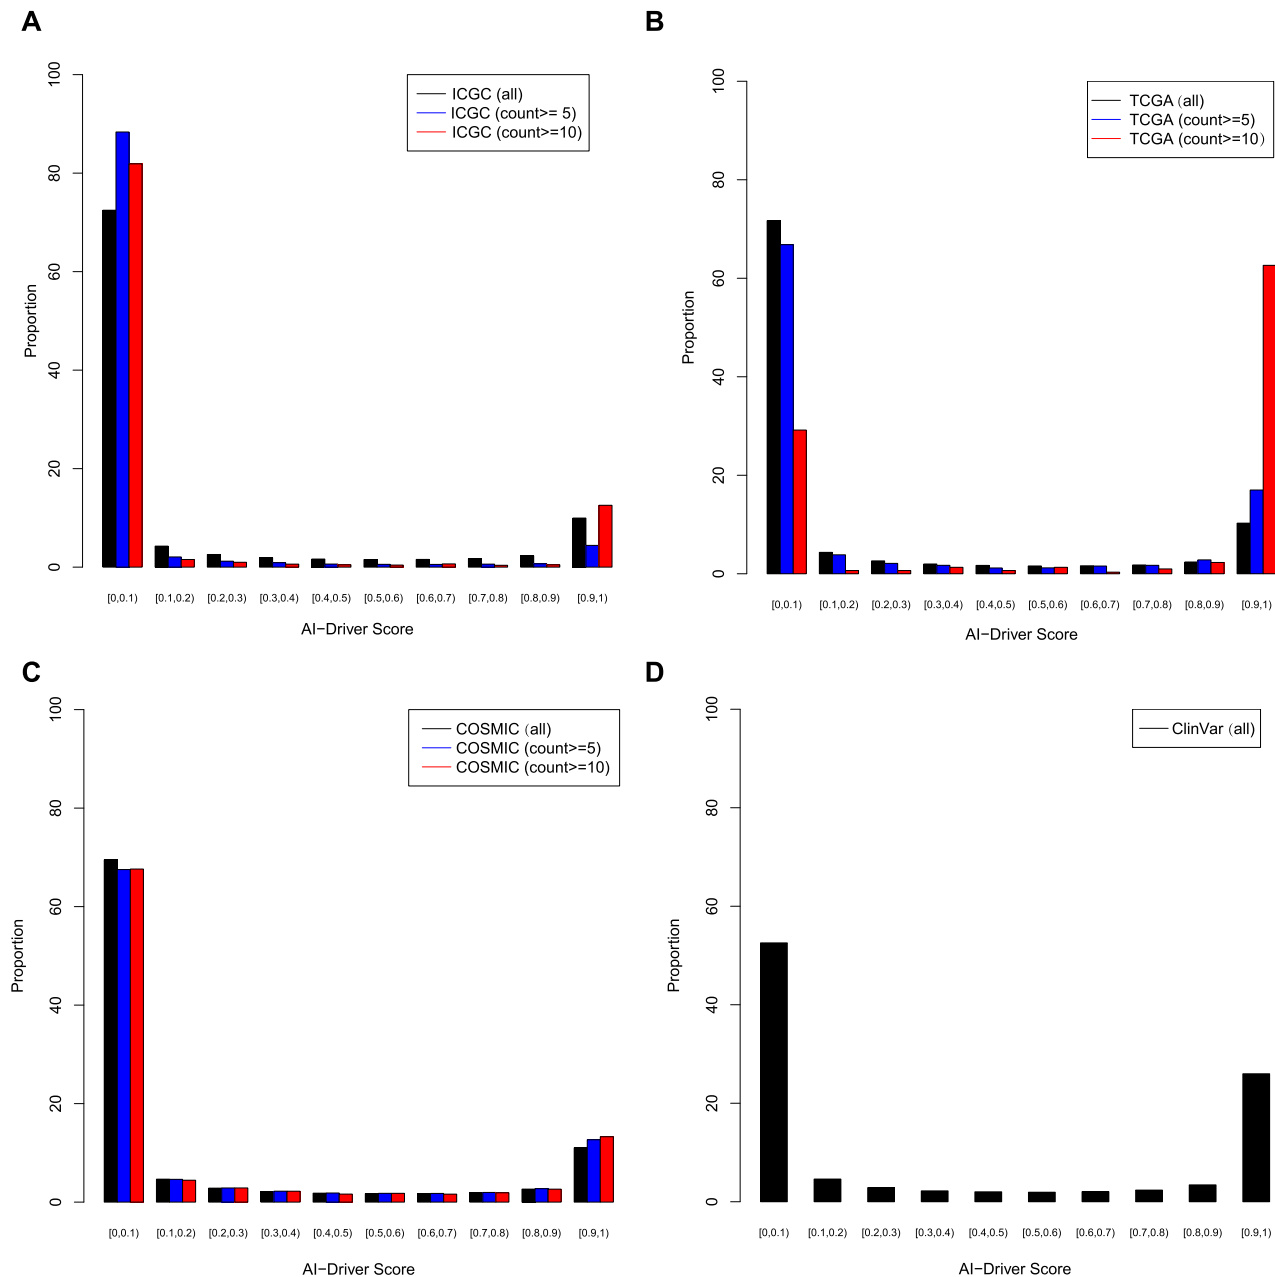 A
100
80
60
40
20
0
Proportion
ICGC (all)
ICGC (count>= 5)
ICGC (count>=10)
[0,0.1) [0.1,0.2) [0.2,0.3) [0.3,0.4) [0.4,0.5) [0.5,0.6) [0.6,0.7) [0.7,0.8) [0.8,0.9) [0.9,1)
AI−Driver Score
B
100
80
60
40
20
0
Proportion
TCGA (all)
TCGA (count>=5)
TCGA (count>=10)
[0,0.1) [0.1,0.2) [0.2,0.3) [0.3,0.4) [0.4,0.5) [0.5,0.6) [0.6,0.7) [0.7,0.8) [0.8,0.9) [0.9,1)
AI−Driver Score
C
100
80
60
40
20
0
Proportion
COSMIC (all)
COSMIC (count>=5)
COSMIC (count>=10)
[0,0.1) [0.1,0.2) [0.2,0.3) [0.3,0.4) [0.4,0.5) [0.5,0.6) [0.6,0.7) [0.7,0.8) [0.8,0.9) [0.9,1)
AI−Driver Score
D
100
80
60
40
20
0
Proportion
ClinVar (all)
[0,0.1) [0.1,0.2) [0.2,0.3) [0.3,0.4) [0.4,0.5) [0.5,0.6) [0.6,0.7) [0.7,0.8) [0.8,0.9) [0.9,1)
AI−Driver Score